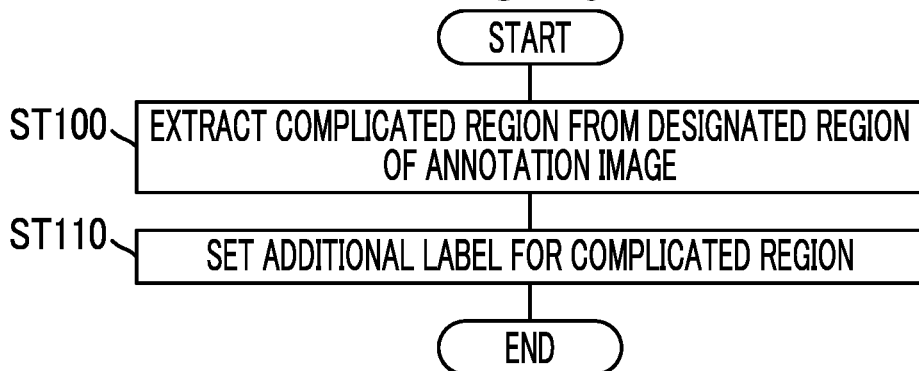 START
ST100
EXTRACT COMPLICATED REGION FROM DESIGNATED REGION
OF ANNOTATION IMAGE
ST110
SET ADDITIONAL LABEL FOR COMPLICATED REGION
END